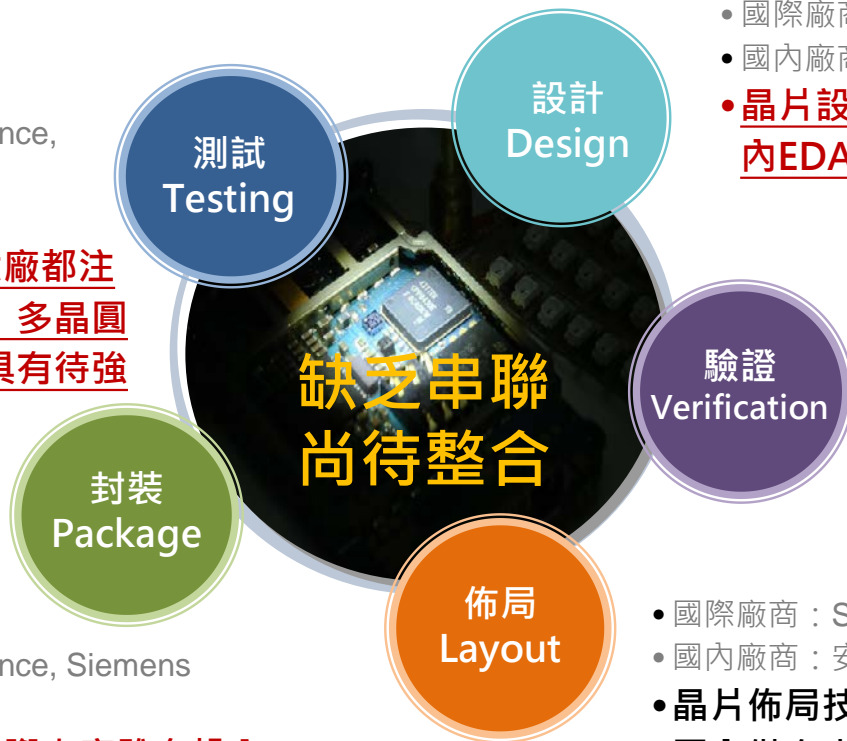 國際廠商
國內廠商
晶片設
內EDA
設計
Design
測試
Testing
nce,
廠都注
多晶圓
具有待強
缺乏串聯
尚待整合
驗證
Verification
封裝
Package
佈局
Layout
nce, Siemens
• 國際廠商：S
• 國內廠商：安
• 晶片佈局技